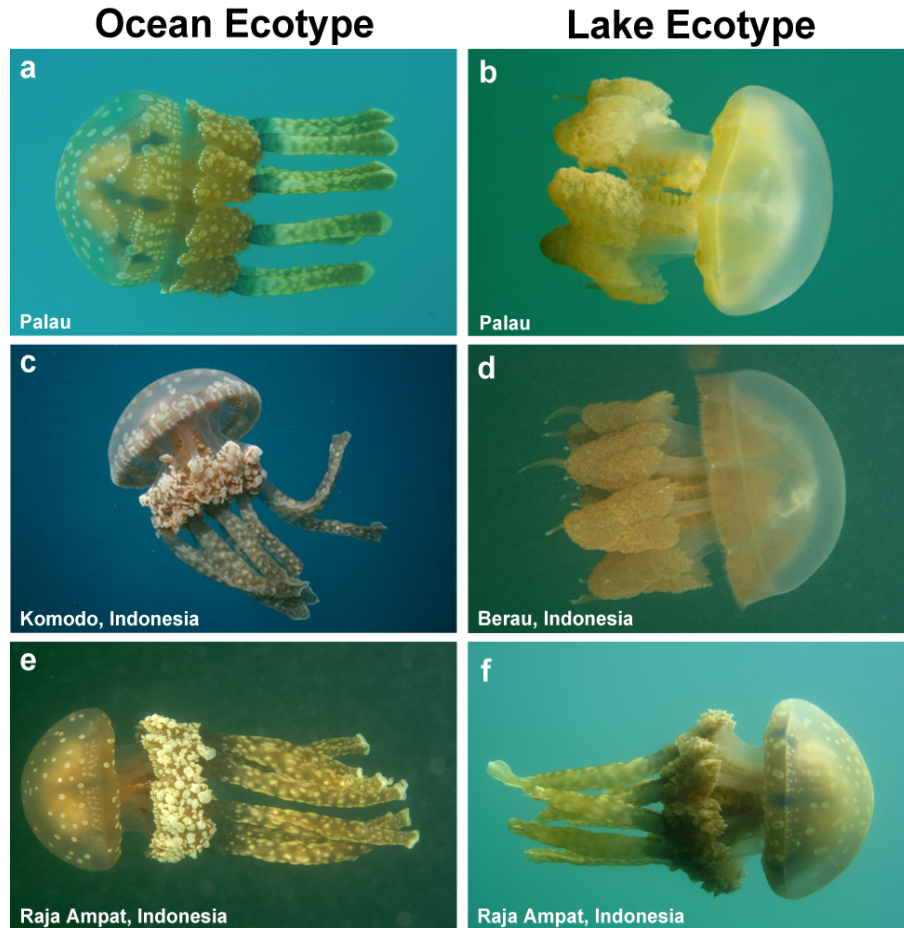 Ocean Ecotype
Lake Ecotype
a
Palau
b
Palau
c
Komodo, Indonesia
d
Berau, Indonesia
e
Raja Ampat, Indonesia
f
Raja Ampat, Indonesia